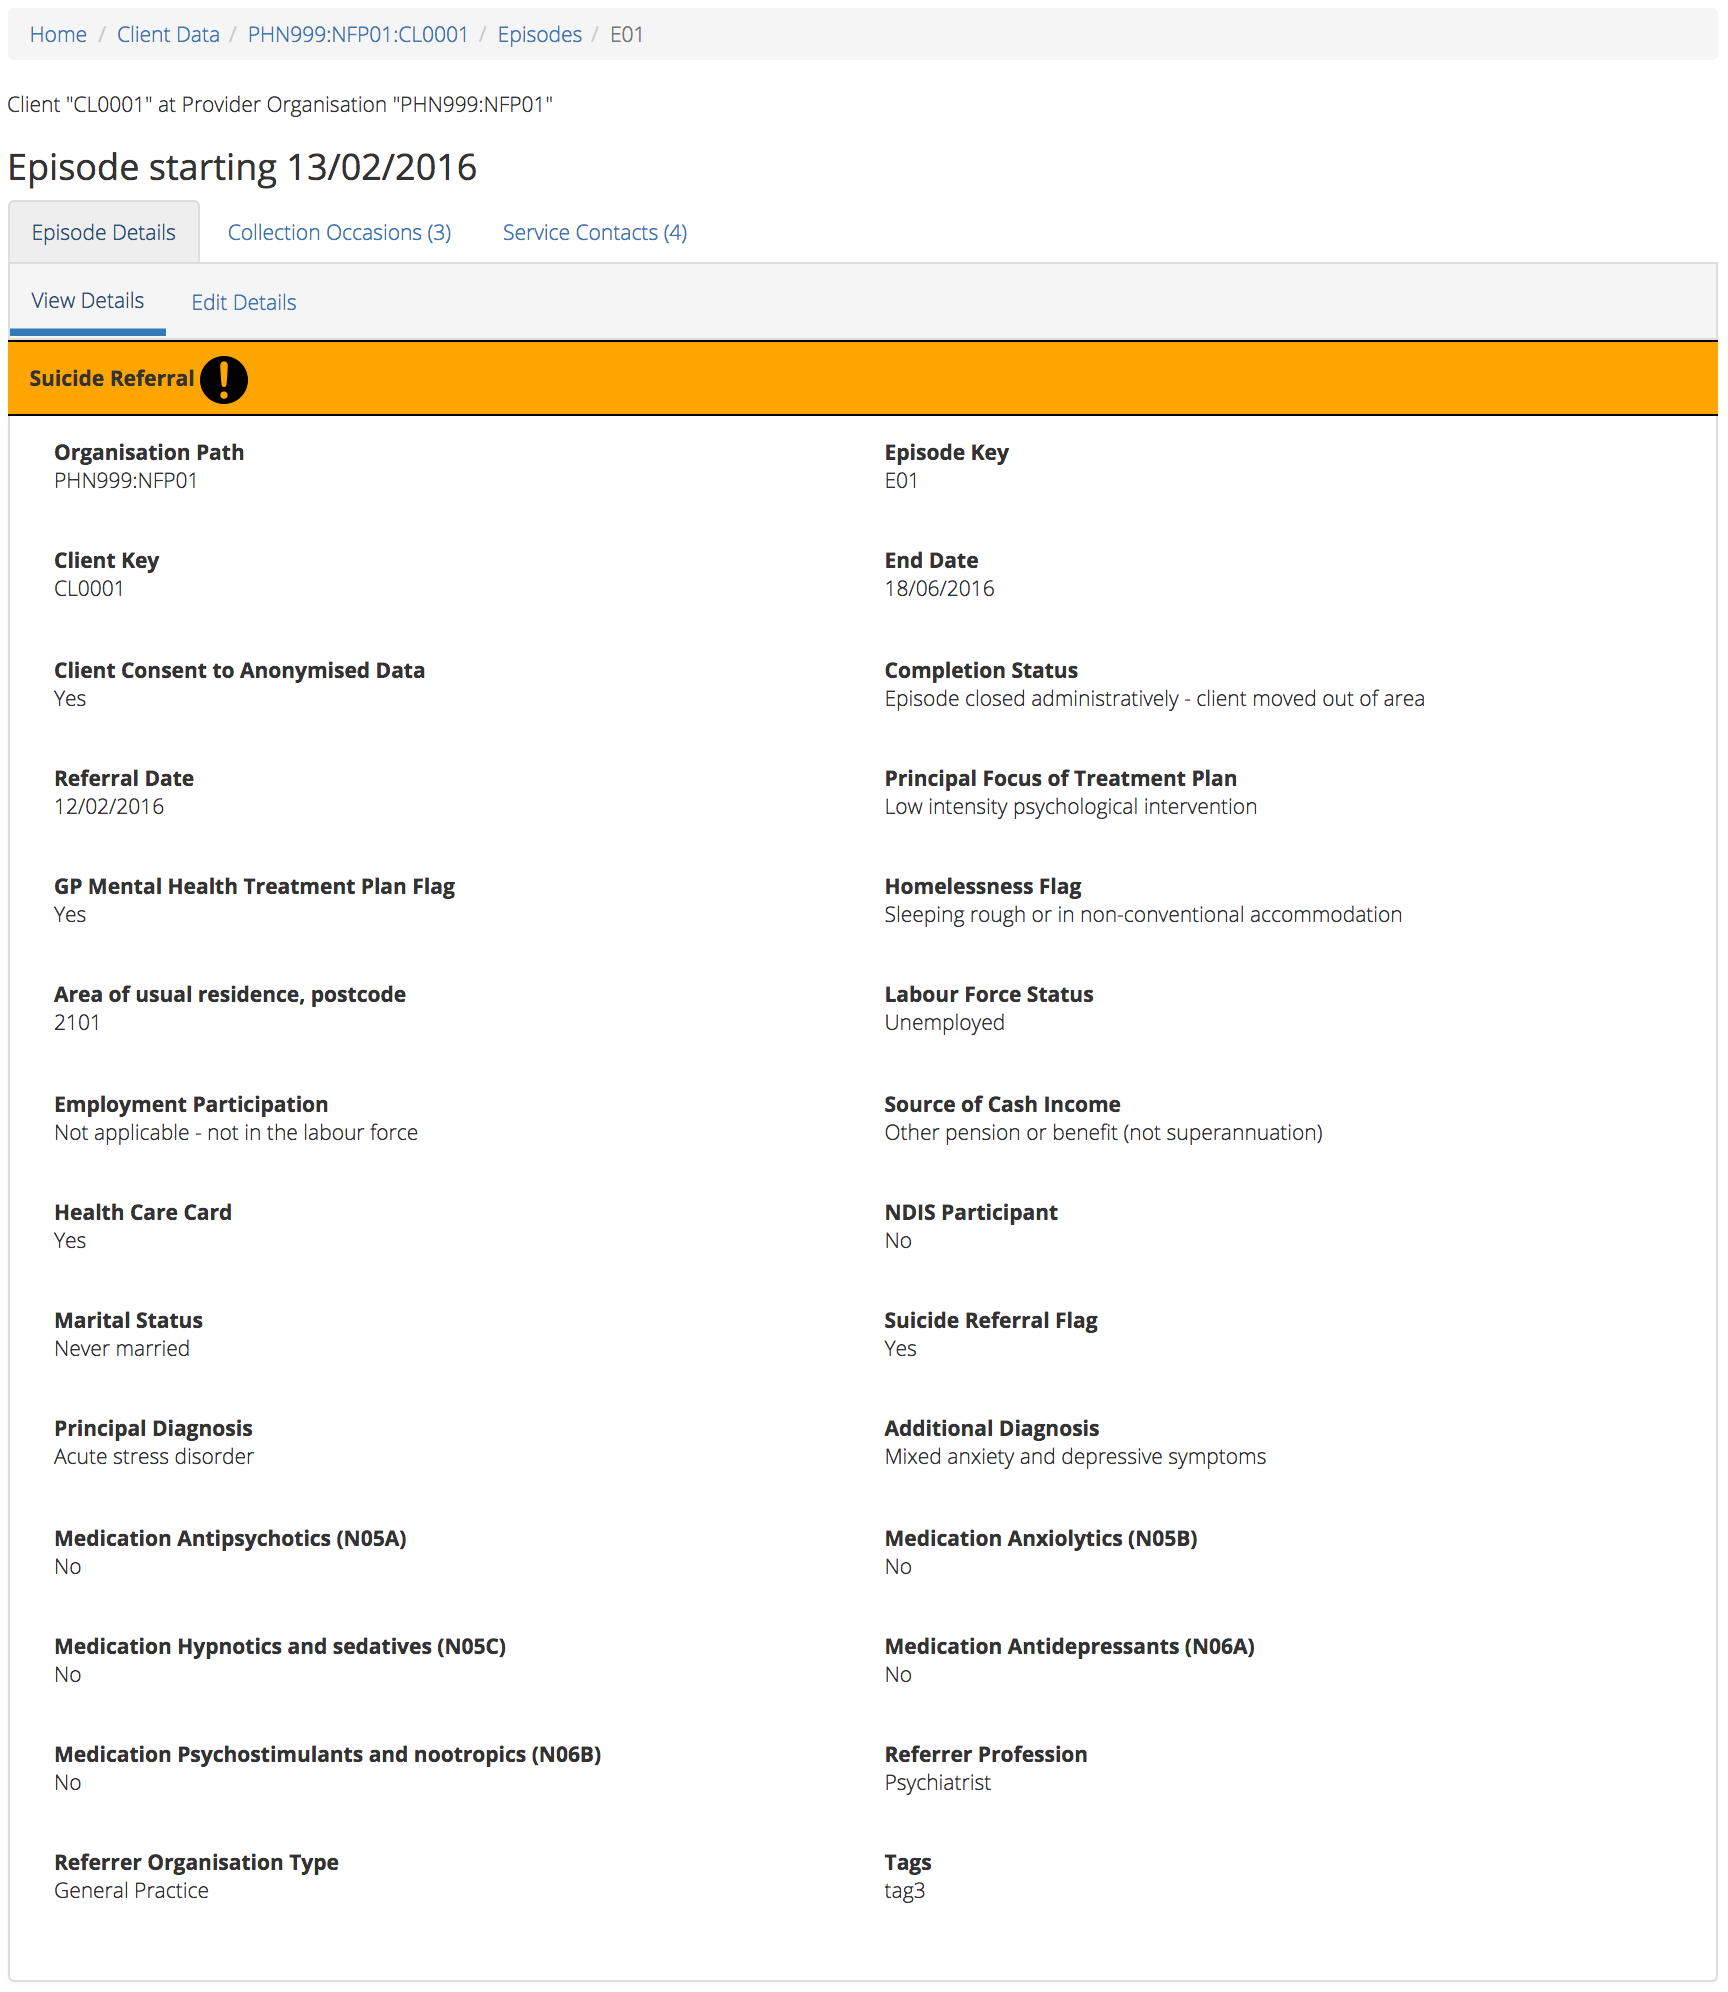 Home / Client Data / PHN999:NFP01:CL0001 / Episodes / E01
Client "CL0001" at Provider Organisation "PHN999:NFP01"
Episode starting 13/02/2016
Episode Details Collection Occasions (3) Service Contacts (4)
View Details Edit Details
Suicide Referral
Organisation Path Episode Key
PHN999:NFP01 E01
Client Key End Date
CL0001 18/06/2016
Client Consent to Anonymised Data Completion Status
Yes Episode closed administratively - client moved out of area
Referral Date Principal Focus of Treatment Plan
12/02/2016 Low intensity psychological intervention
GP Mental Health Treatment Plan Flag Homelessness Flag
Yes Sleeping rough or in non-conventional accommodation
Area of usual residence, postcode Labour Force Status
2101 Unemployed
Employment Participation Source of Cash Income
Not applicable - not in the labour force Other pension or benefit (not superannuation)
Health Care Card NDIS Participant
Yes No
Marital Status Suicide Referral Flag
Never married Yes
Principal Diagnosis Additional Diagnosis
Acute stress disorder Mixed anxiety and depressive symptoms
Medication Antipsychotics (N05A) Medication Anxiolytics (N05B)
No No
Medication Hypnotics and sedatives (N05C) Medication Antidepressants (N06A)
No No
Medication Psychostimulants and nootropics (N06B) Referrer Profession
No Psychiatrist
Referrer Organisation Type Tags
General Practice tag3